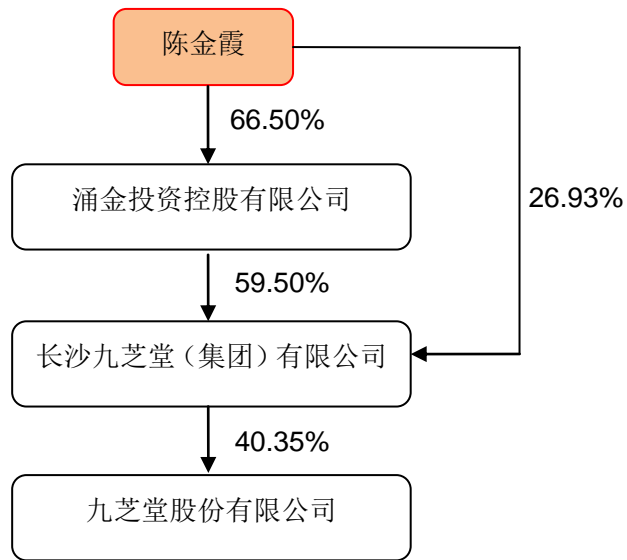 陈金霞
66.50%
涌金投资控股有限公司
26.93%
59.50%
长沙九芝堂（集团）有限公司
40.35%
九芝堂股份有限公司